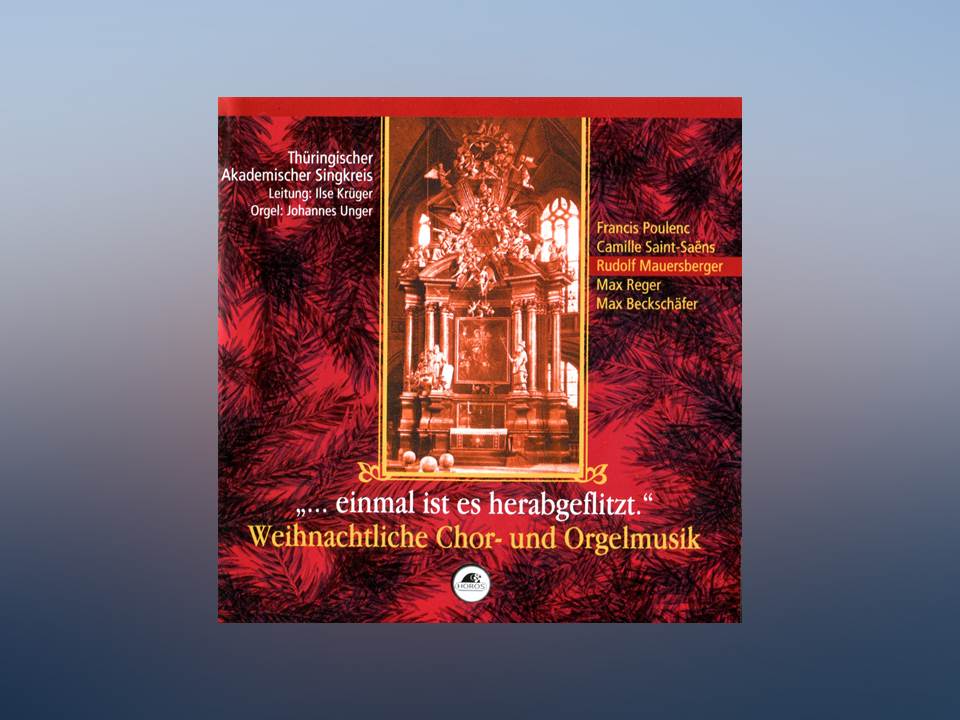 Thüringischer
Akademischer Singkreis
Leitung: Ilse Krüger
Orgel: Johannes Unger
Francis Poulenc
Camille Saint-Saëns
Rudolf Mauersberger
Max Reger
Max Beckschäfer
„... einmal ist es herabgeflitzt.“
Weihnachtliche Chor- und Orgelmusik
HOROS